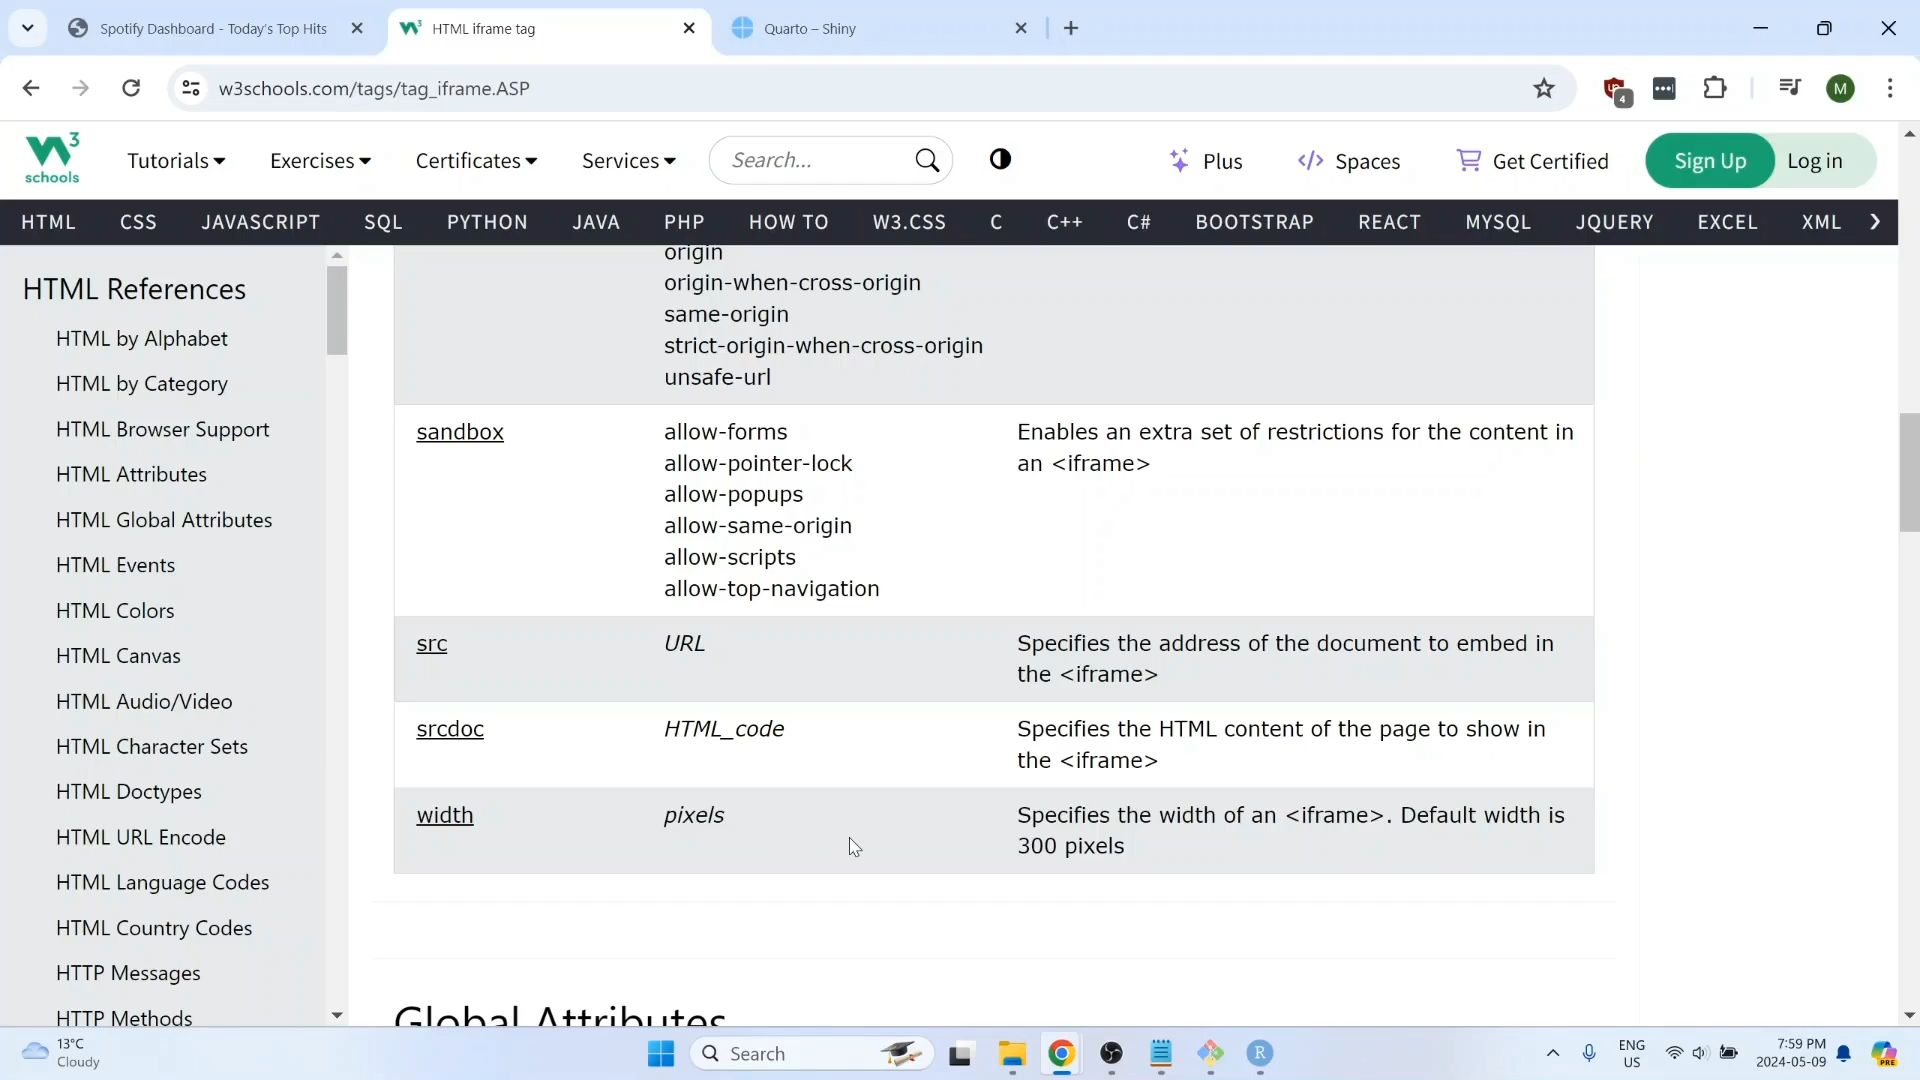 Spotify Dashboard - Today's Top Hits
HTML iframe tag
Quarto – Shiny
w3schools.com/tags/tag_iframe.ASP
4
M
W3
schools
Tutorials
Exercises
Certificates
Services
Search...
Plus
Spaces
Get Certified
Sign Up
Log in
HTML CSS JAVASCRIPT SQL PYTHON JAVA PHP HOW TO W3.CSS C C++ C# BOOTSTRAP REACT MYSQL JQUERY EXCEL XML
HTML References
HTML by Alphabet
HTML by Category
HTML Browser Support
HTML Attributes
HTML Global Attributes
HTML Events
HTML Colors
HTML Canvas
HTML Audio/Video
HTML Character Sets
HTML Doctypes
HTML URL Encode
HTML Language Codes
HTML Country Codes
HTTP Messages
HTTP Methods
origin
origin-when-cross-origin
same-origin
strict-origin-when-cross-origin
unsafe-url
sandbox
allow-forms
allow-pointer-lock
allow-popups
allow-same-origin
allow-scripts
allow-top-navigation
Enables an extra set of restrictions for the content in
an <iframe>
src
URL
Specifies the address of the document to embed in
the <iframe>
srcdoc
HTML_code
Specifies the HTML content of the page to show in
the <iframe>
width
pixels
Specifies the width of an <iframe>. Default width is
300 pixels
Global Attributes
13°C
Cloudy
Search
R
ENG
US
7:59 PM
2024-05-09
PRE